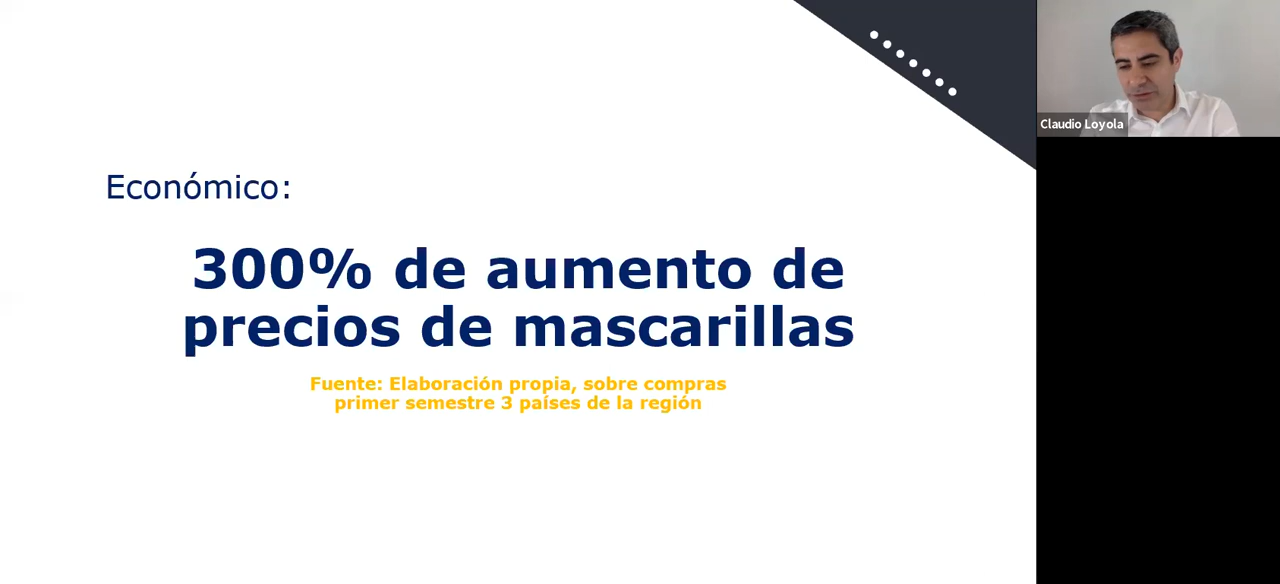 Económico:
300% de aumento de
precios de mascarillas
Fuente: Elaboración propia, sobre compras
primer semestre 3 países de la región
Claudio Loyola